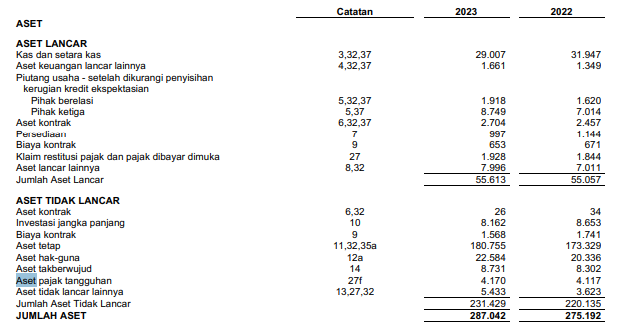 Catatan 2023 2022
ASET
ASET LANCAR
Kas dan setara kas 3,32,37 29.007 31.947
Aset keuangan lancar lainnya 4,32,37 1.661 1.349
Piutang usaha - setelah dikurangi penyisihan
kerugian kredit ekspektasian
Pihak berelasi 5,32,37 1.918 1.620
Pihak ketiga 5,37 8.749 7.014
Aset kontrak 6,32,37 2.704 2.457
Persediaan 7 997 1.144
Biaya kontrak 9 653 671
Klaim restitusi pajak dan pajak dibayar dimuka 27 1.928 1.844
Aset lancar lainnya 8,32 7.996 7.011
Jumlah Aset Lancar 55.613 55.057
ASET TIDAK LANCAR
Aset kontrak 6,32 26 34
Investasi jangka panjang 10 8.162 8.653
Biaya kontrak 9 1.568 1.741
Aset tetap 11,32,35a 180.755 173.329
Aset hak-guna 12a 22.584 20.336
Aset takberwujud 14 8.731 8.302
Aset pajak tangguhan 27f 4.170 4.117
Aset tidak lancar lainnya 13,27,32 5.433 3.623
Jumlah Aset Tidak Lancar 231.429 220.135
JUMLAH ASET 287.042 275.192